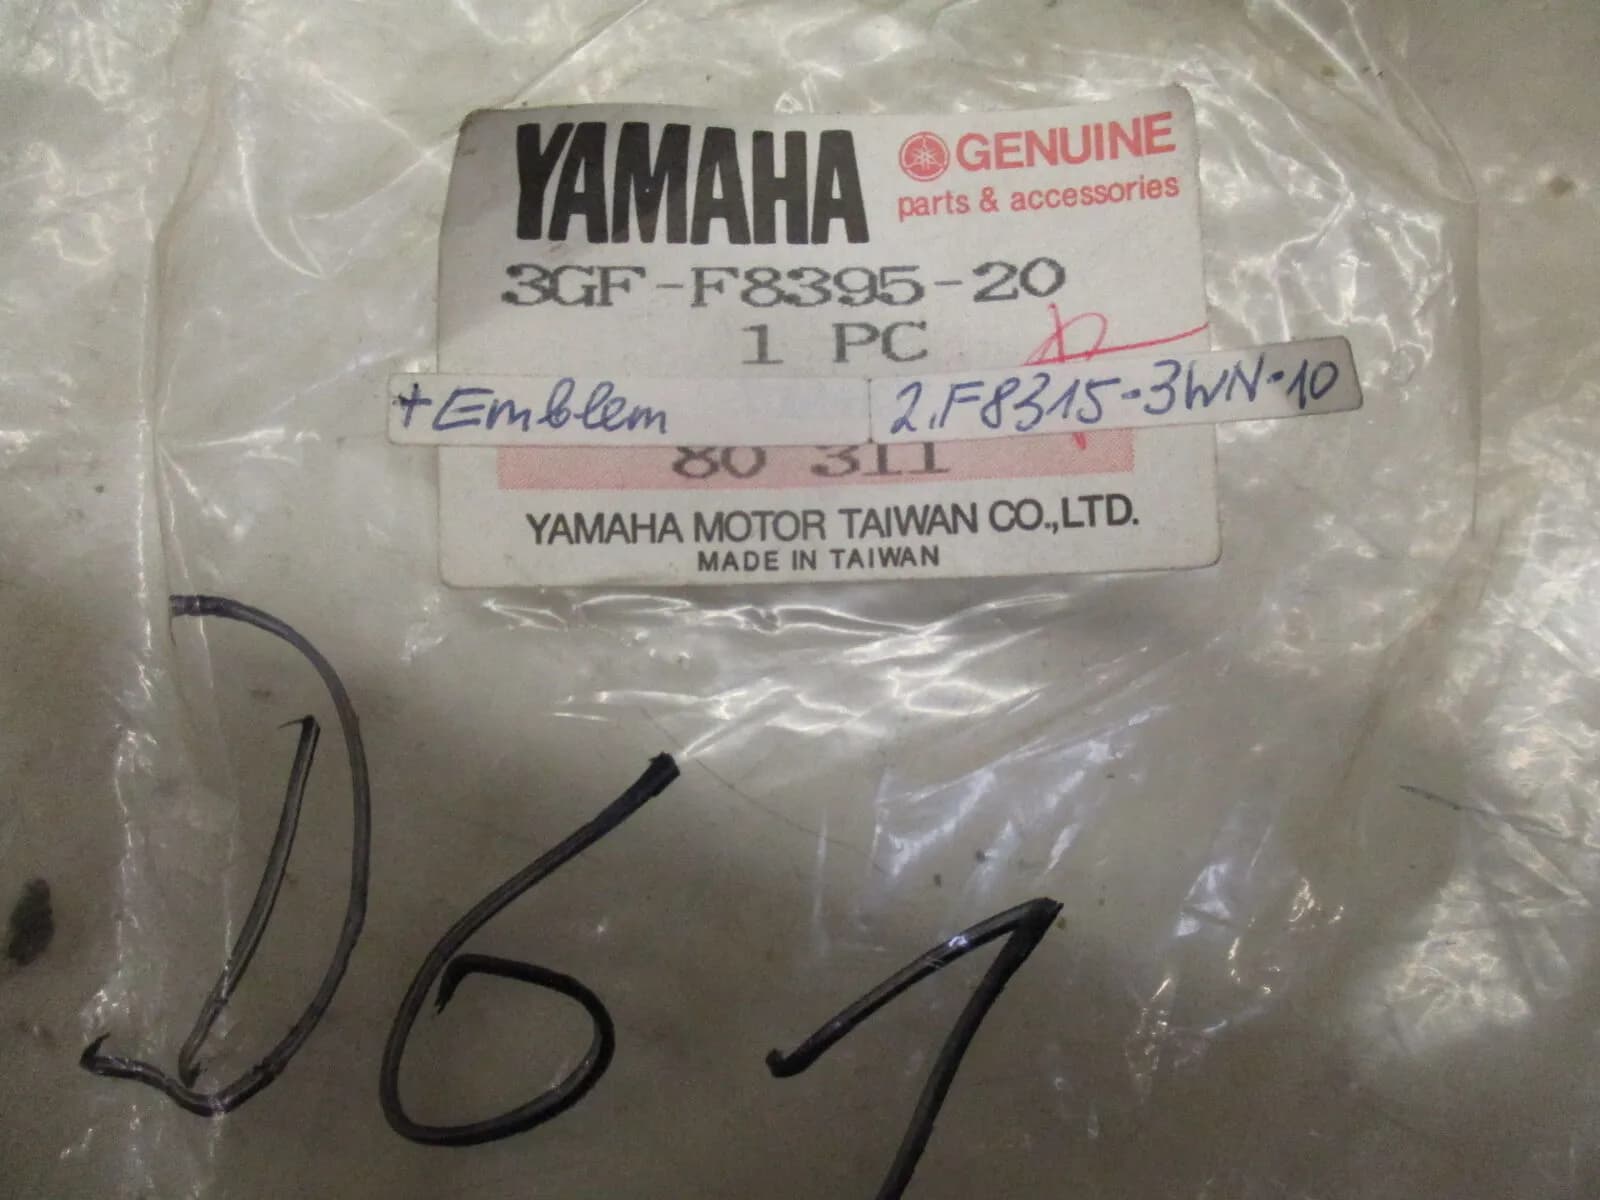 YAMAHA
GENUINE
parts & accessories
3GF-F8395-20
1 PC
+Emblem 2.F8315-3WN-10
80 311
YAMAHA MOTOR TAIWAN CO.,LTD.
MADE IN TAIWAN
D61